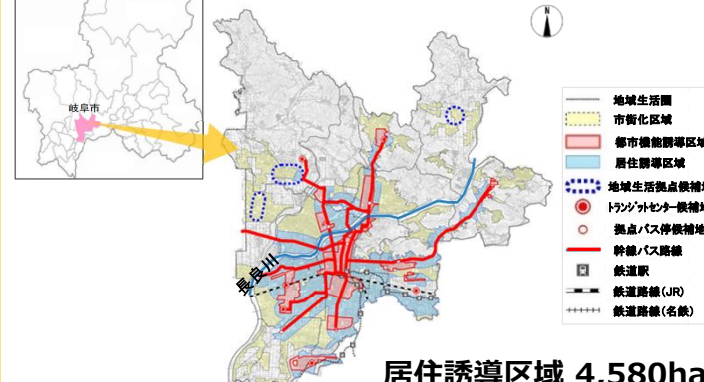 岐阜市
N
地域生活圏
市街化区域
都市機能誘導区域
居住誘導区域
地域生活拠点候補地
トランジットセンター候補地
拠点バス停候補地
幹線バス路線
鉄道駅
鉄道路線(JR)
鉄道路線(名鉄)
長良川
居住誘導区域 4,580ha